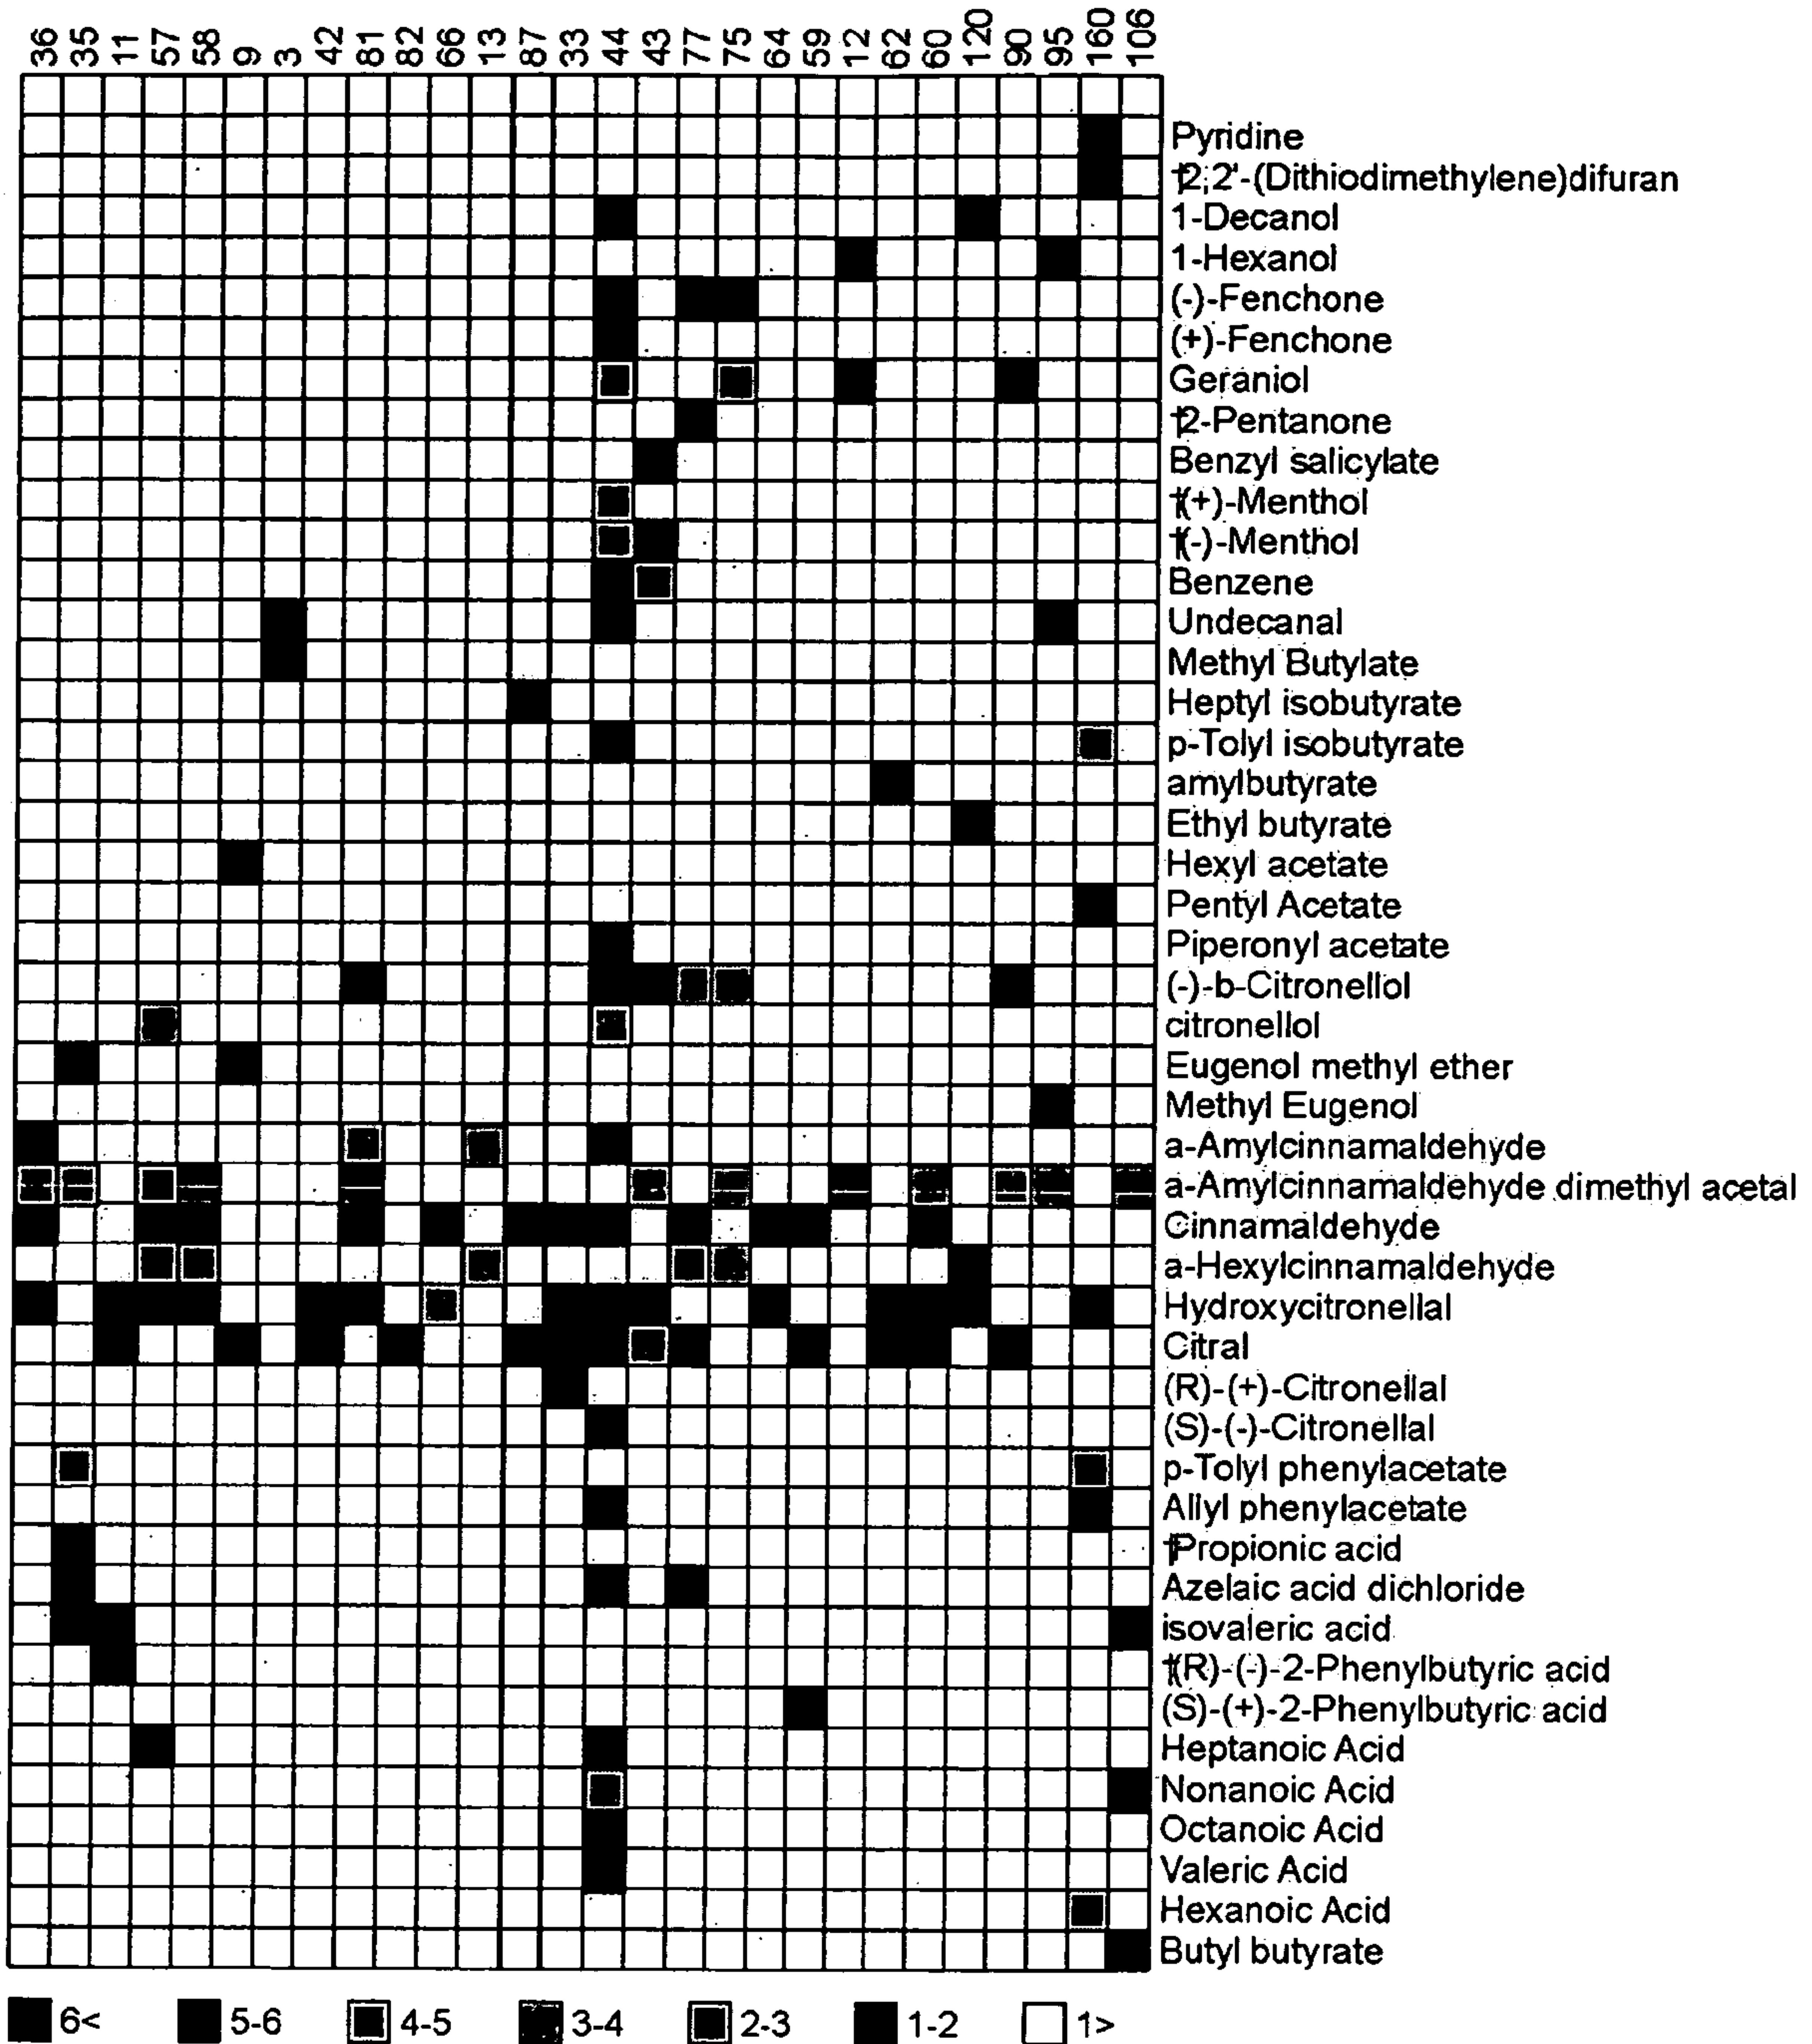 36 35 11 57 58 9 3 42 81 82 66 13 87 33 44 43 77 75 64 59 12 62 60 120 90 95 160 106
Pyridine
†2,2'-(Dithiodimethylene)difuran
1-Decanol
1-Hexanol
(-)-Fenchone
(+)-Fenchone
Geraniol
†2-Pentanone
Benzyl salicylate
†(+)-Menthol
†(-)-Menthol
Benzene
Undecanal
Methyl Butylate
Heptyl isobutyrate
p-Tolyl isobutyrate
amylbutyrate
Ethyl butyrate
Hexyl acetate
Pentyl Acetate
Piperonyl acetate
(-)-b-Citronellol
citronellol
Eugenol methyl ether
Methyl Eugenol
a-Amylcinnamaldehyde
a-Amylcinnamaldehyde dimethyl acetal
Cinnamaldehyde
a-Hexylcinnamaldehyde
Hydroxycitronellal
Citral
(R)-(+)-Citronellal
(S)-(-)-Citronellal
p-Tolyl phenylacetate
Allyl phenylacetate
†Propionic acid
Azelaic acid dichloride
isovaleric acid
†(R)-(-)-2-Phenylbutyric acid
(S)-(+)-2-Phenylbutyric acid
Heptanoic Acid
Nonanoic Acid
Octanoic Acid
Valeric Acid
Hexanoic Acid
Butyl butyrate
6< 5-6 4-5 3-4 2-3 1-2 1>